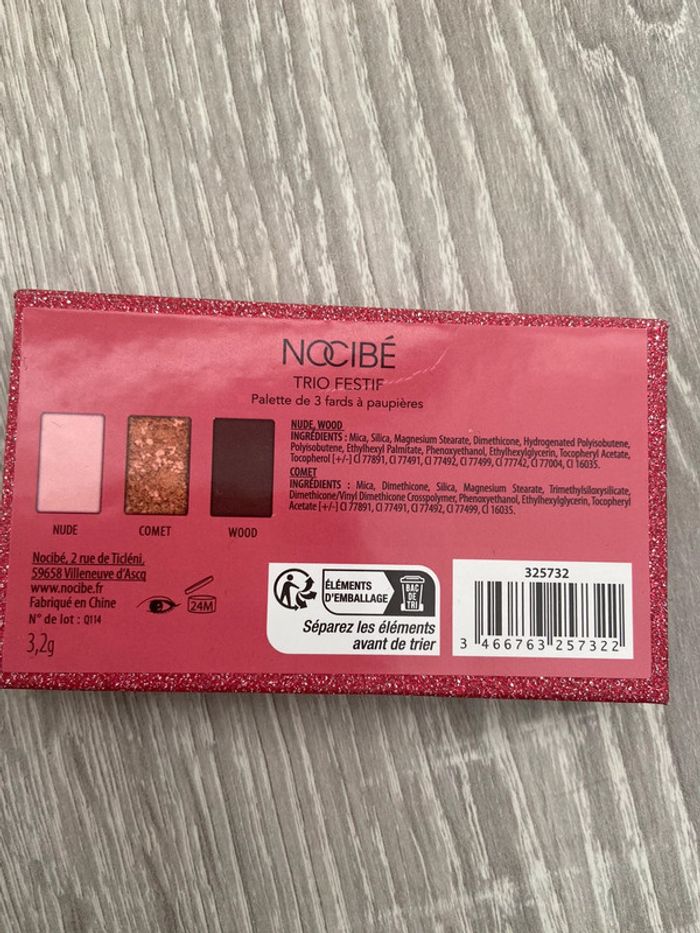 NOCIBÉ
TRIO FESTIF
Palette de 3 fards à paupières
NUDE, WOOD
INGRÉDIENTS : Mica, Silica, Magnesium Stearate, Dimethicone, Hydrogenated Polyisobutene,
Polyisobutene, Ethylhexyl Palmitate, Phenoxyethanol, Ethylhexylglycerin, Tocopheryl Acetate,
Tocopherol [+/-] CI 77891, CI 77491, CI 77492, CI 77499, CI 77742, CI 77004, CI 16035.
COMET
INGRÉDIENTS : Mica, Dimethicone, Silica, Magnesium Stearate, Trimethylsiloxysilicate,
Dimethicone/Vinyl Dimethicone Crosspolymer, Phenoxyethanol, Ethylhexylglycerin, Tocopheryl
Acetate [+/-] CI 77891, CI 77491, CI 77492, CI 77499, CI 16035.
NUDE
COMET
WOOD
Nocibé, 2 rue de Ticléni,
59658 Villeneuve d'Ascq
www.nocibe.fr
Fabriqué en Chine
24M
N° de lot : Q114
3,2g
ÉLÉMENTS
D'EMBALLAGE
BAC
DE
TRI
Séparez les éléments
avant de trier
325732
3 466763 257322